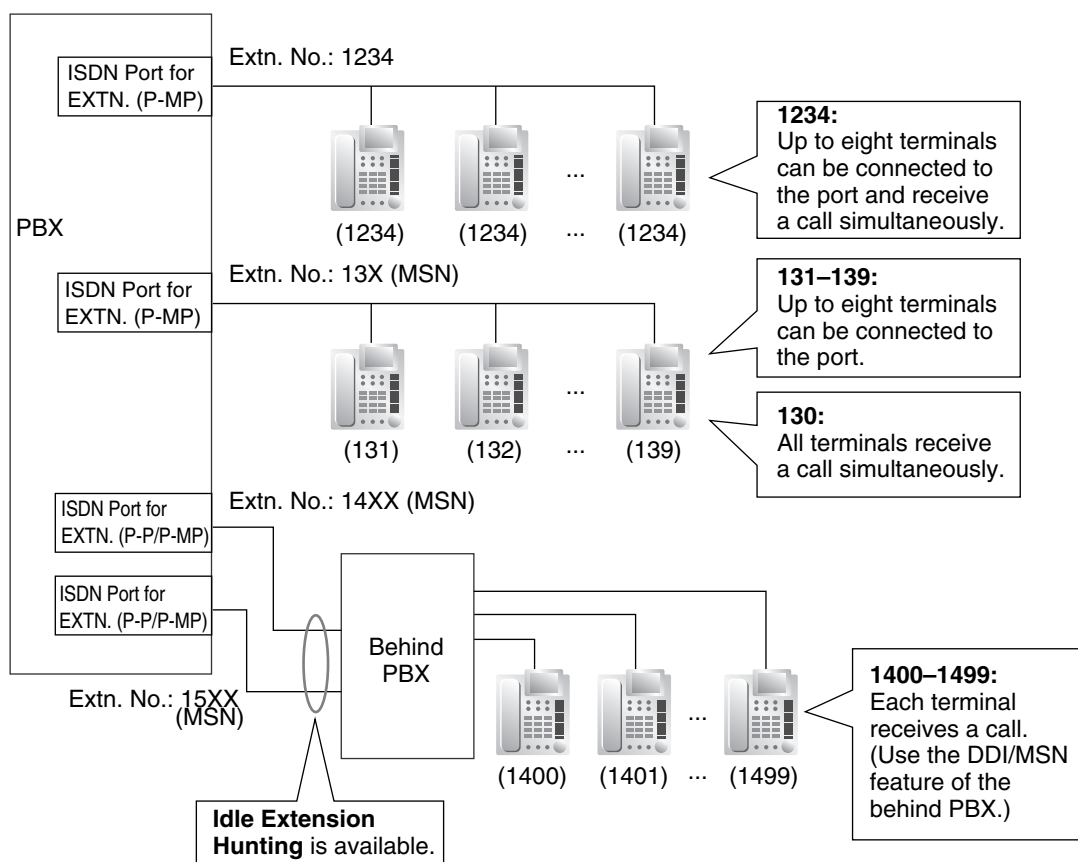 Extn. No.: 1234
ISDN Port for
EXTN. (P-MP)
1234:
Up to eight terminals
can be connected to
the port and receive
a call simultaneously.
...
(1234)
(1234)
...
(1234)
PBX
Extn. No.: 13X (MSN)
ISDN Port for
EXTN. (P-MP)
131–139:
Up to eight terminals
can be connected to
the port.
...
(131)
(132)
...
(139)
130:
All terminals receive
a call simultaneously.
Extn. No.: 14XX (MSN)
ISDN Port for
EXTN. (P-P/P-MP)
ISDN Port for
EXTN. (P-P/P-MP)
Behind
PBX
Extn. No.: 15XX
(MSN)
...
(1400)
(1401)
...
(1499)
1400–1499:
Each terminal
receives a call.
(Use the DDI/MSN
feature of the
behind PBX.)
Idle Extension
Hunting is available.